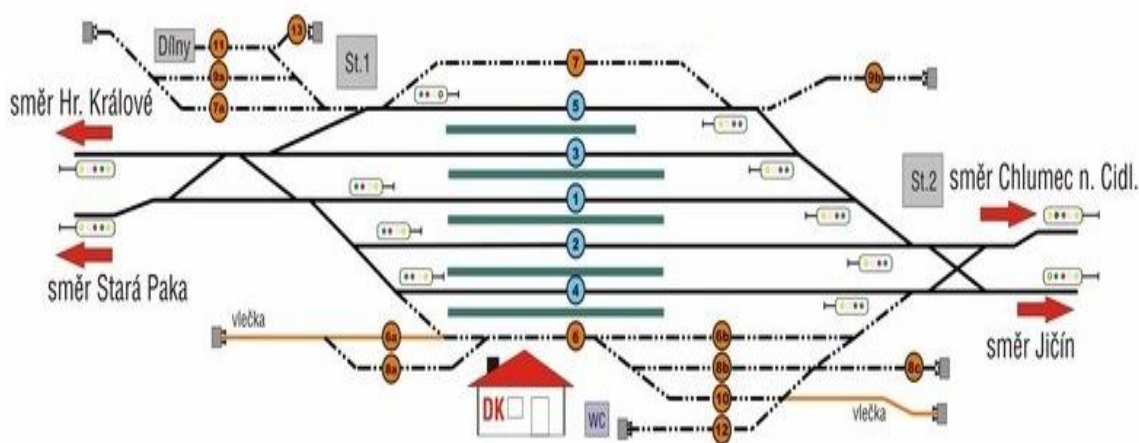 13
Dílny
11
St.1
7
9a
9b
7a
5
směr Hr. Králové
3
St.2
směr Chlumec n. Cidl.
1
2
směr Stará Paka
4
vlečka
6a
6
6b
směr Jičín
8a
8b
8c
DK
WC
10
vlečka
12